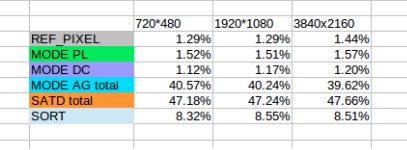 720*480 1920*1080 3840x2160
REF_PIXEL 1.29% 1.29% 1.44%
MODE PL 1.52% 1.51% 1.57%
MODE DC 1.12% 1.17% 1.20%
MODE AG total 40.57% 40.24% 39.62%
SATD total 47.18% 47.24% 47.66%
SORT 8.32% 8.55% 8.51%